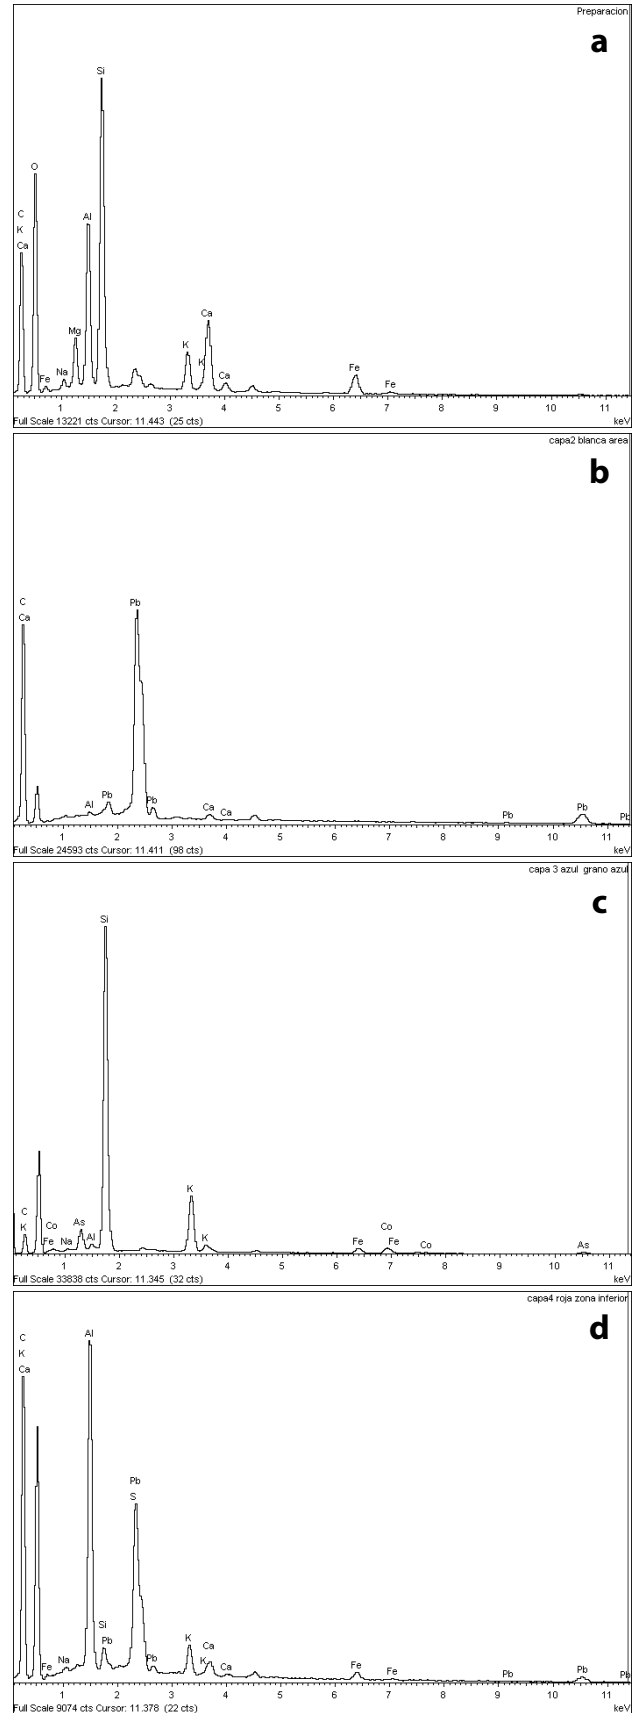 Preparacion
a
Si
O
C
Al
K
Ca
Ca
Mg
K
K
Na
Fe
Ca
Fe
Fe
1 2 3 4 5 6 7 8 9 10 11
Full Scale 13221 cts Cursor: 11.443 (25 cts) keV
capa2 blanca area
b
C
Pb
Ca
Pb
Al
Pb
Ca
Ca
Pb
Pb
Pb
1 2 3 4 5 6 7 8 9 10 11
Full Scale 24593 cts Cursor: 11.411 (98 cts) keV
capa 3 azul grano azul
c
Si
K
C
Co
As
Co
K
Fe
Na
Al
K
Fe
Fe
Co
As
1 2 3 4 5 6 7 8 9 10 11
Full Scale 33838 cts Cursor: 11.345 (32 cts) keV
capa4 roja zona inferior
d
C
Al
K
Ca
Pb
S
Si
Pb
K
Ca
Fe
Na
Pb
K
Ca
Fe
Fe
Pb
Pb
Pb
1 2 3 4 5 6 7 8 9 10 11
Full Scale 9074 cts Cursor: 11.378 (22 cts) keV